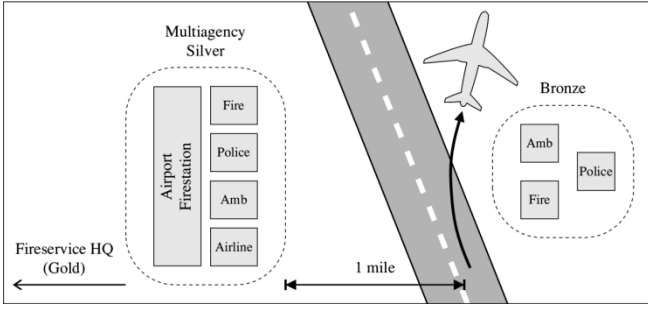 Multiagency
Silver
Airport
Firestation
Fire
Police
Amb
Airline
Fireservice HQ
(Gold)
1 mile
Bronze
Amb
Police
Fire